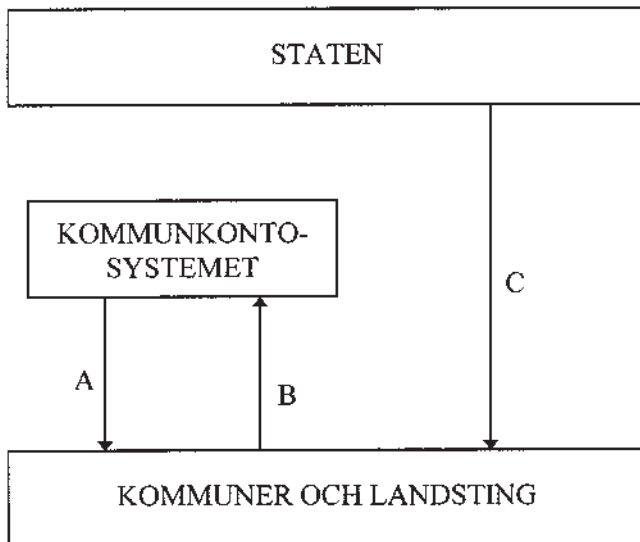 STATEN
KOMMUNKONTO-
SYSTEMET
C
A
B
KOMMUNER OCH LANDSTING